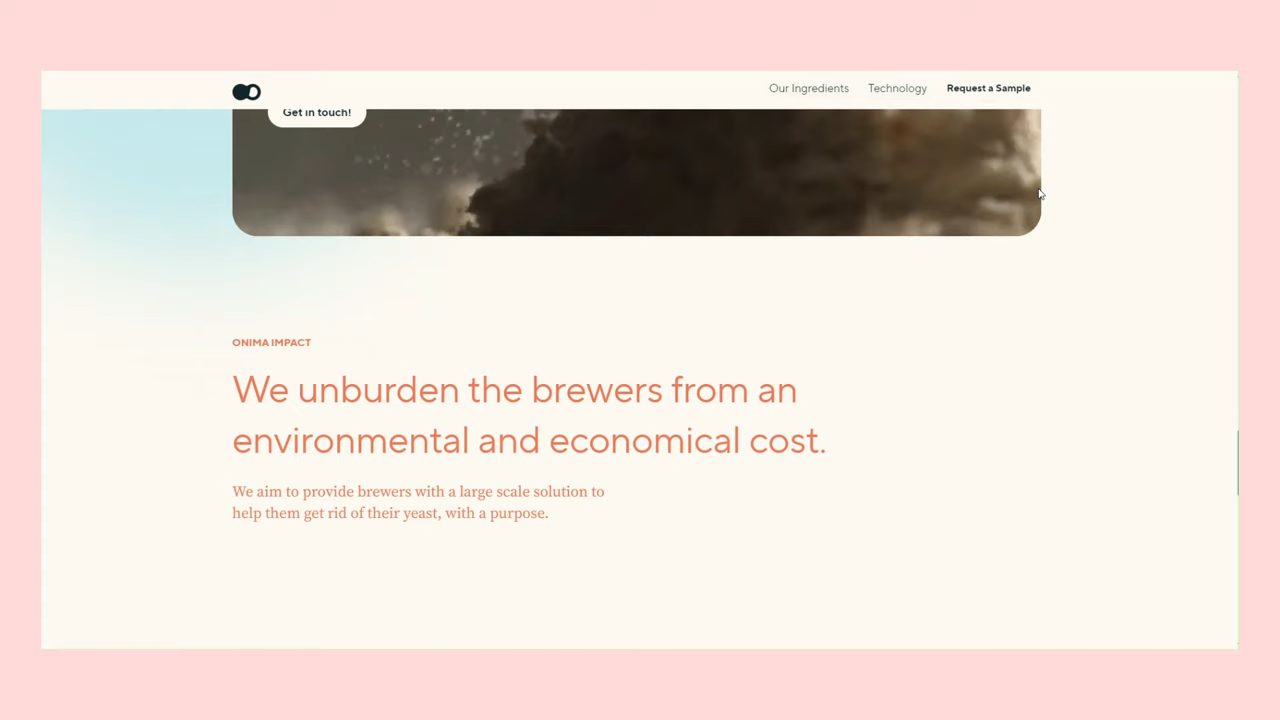 Our Ingredients Technology Request a Sample
Get in touch!
ONIMA IMPACT
We unburden the brewers from an
environmental and economical cost.
We aim to provide brewers with a large scale solution to
help them get rid of their yeast, with a purpose.